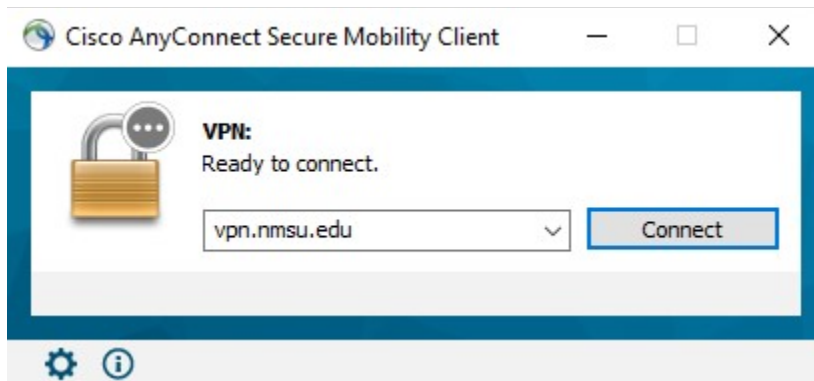 Cisco AnyConnect Secure Mobility Client
VPN:
Ready to connect.
vpn.nmsu.edu
Connect